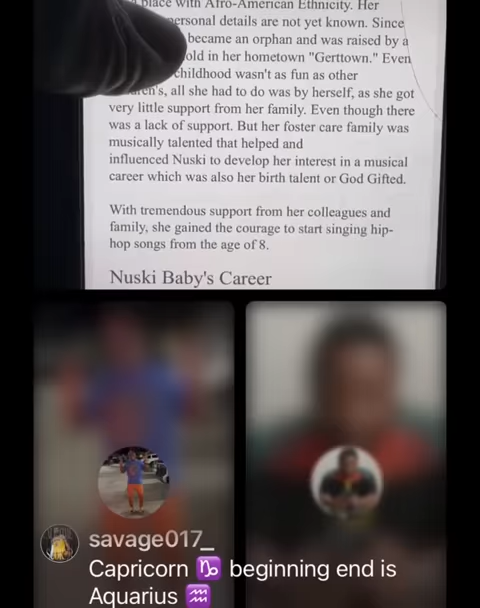 place with Afro-American Ethnicity. Her
personal details are not yet known. Since
became an orphan and was raised by a
old in her hometown "Gerttown." Even
childhood wasn't as fun as other
all she had to do was by herself, as she got
very little support from her family. Even though there
was a lack of support. But her foster care family was
musically talented that helped and
influenced Nuski to develop her interest in a musical
career which was also her birth talent or God Gifted.
With tremendous support from her colleagues and
family, she gained the courage to start singing hip-
hop songs from the age of 8.
Nuski Baby's Career
savage017_
Capricorn ♑ beginning end is
Aquarius ♒